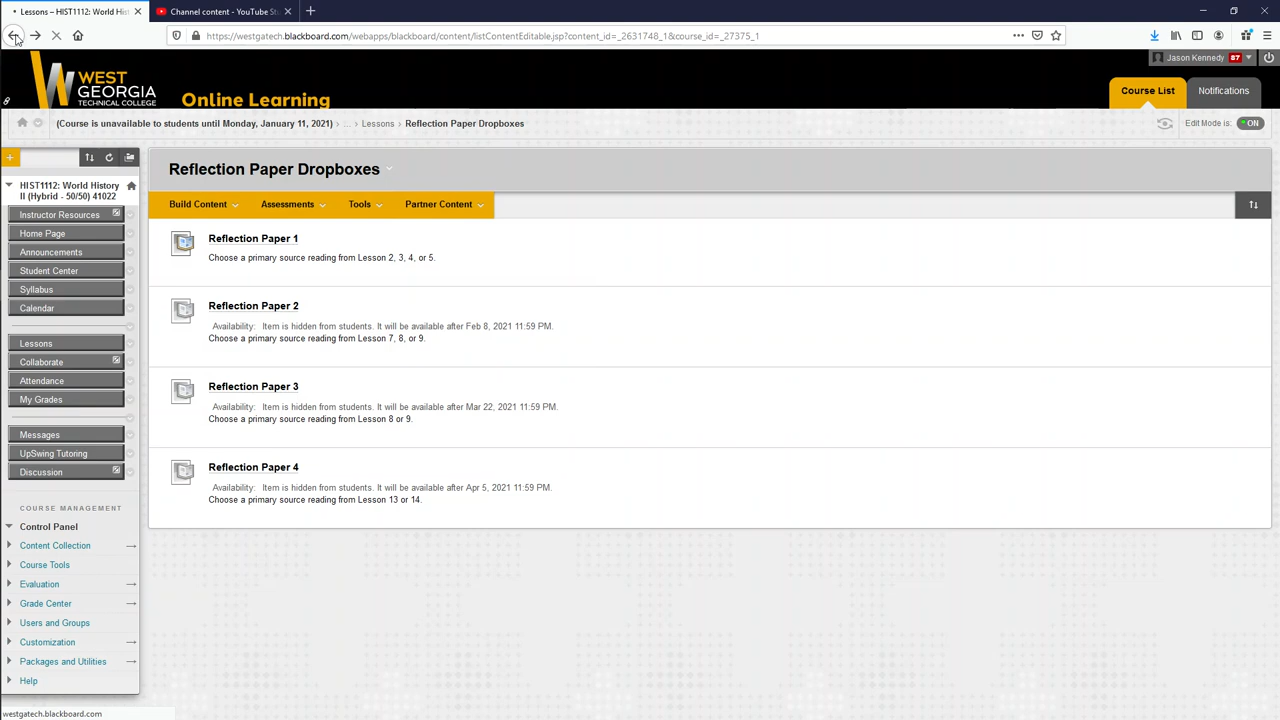 Lessons – HIST1112: World His
Channel content - YouTube St
https://westgatech.blackboard.com/webapps/blackboard/content/listContentEditable.jsp?content_id=_2631748_1&course_id=_27375_1
WEST
GEORGIA
TECHNICAL COLLEGE
Online Learning
Jason Kennedy 87
Course List
Notifications
(Course is unavailable to students until Monday, January 11, 2021) > ... > Lessons > Reflection Paper Dropboxes
Edit Mode is: ON
HIST1112: World History
II (Hybrid - 50/50) 41022
Instructor Resources
Home Page
Announcements
Student Center
Syllabus
Calendar
Lessons
Collaborate
Attendance
My Grades
Messages
UpSwing Tutoring
Discussion
COURSE MANAGEMENT
Control Panel
Content Collection
Course Tools
Evaluation
Grade Center
Users and Groups
Customization
Packages and Utilities
Help
Reflection Paper Dropboxes
Build Content
Assessments
Tools
Partner Content
Reflection Paper 1
Choose a primary source reading from Lesson 2, 3, 4, or 5.
Reflection Paper 2
Availability: Item is hidden from students. It will be available after Feb 8, 2021 11:59 PM.
Choose a primary source reading from Lesson 7, 8, or 9.
Reflection Paper 3
Availability: Item is hidden from students. It will be available after Mar 22, 2021 11:59 PM.
Choose a primary source reading from Lesson 8 or 9.
Reflection Paper 4
Availability: Item is hidden from students. It will be available after Apr 5, 2021 11:59 PM.
Choose a primary source reading from Lesson 13 or 14.
westgatech.blackboard.com